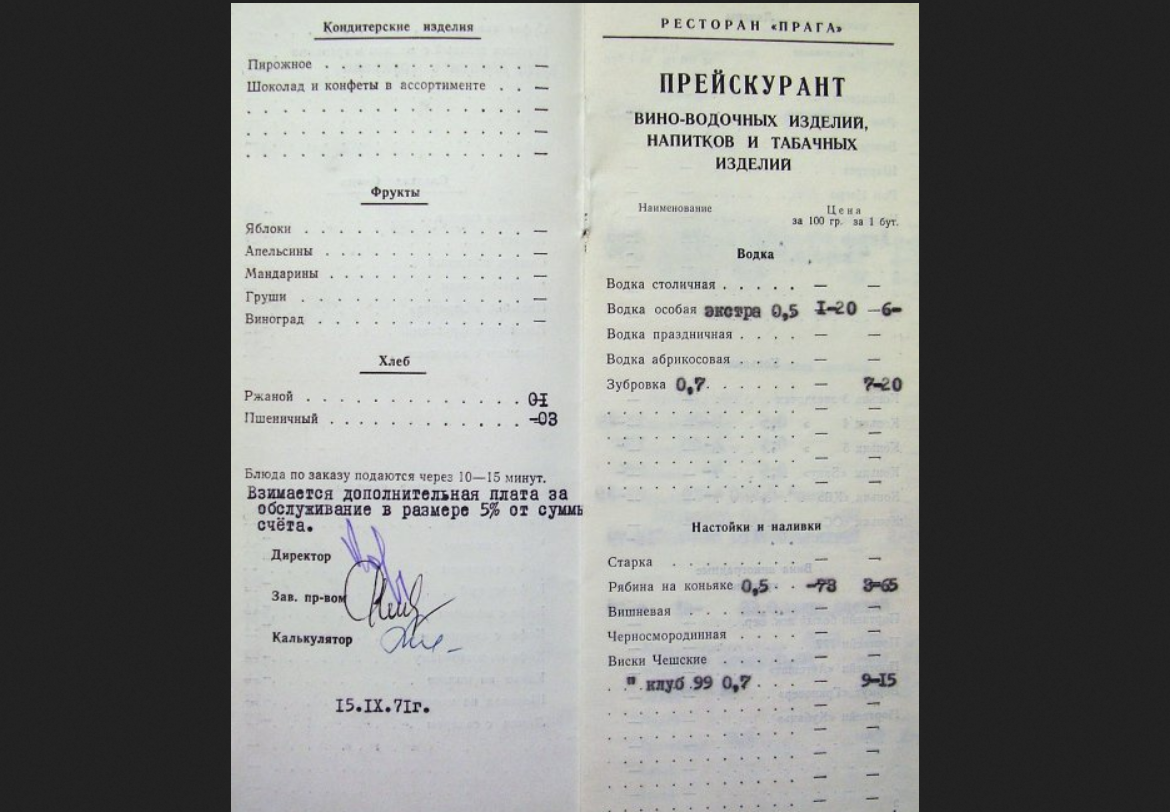 Кондитерские изделия
Пирожное . . . . . . . . . . . . —
Шоколад и конфеты в ассортименте . . —
. . . . . . . . . . . . . . . . —
. . . . . . . . . . . . . . . . —
. . . . . . . . . . . . . . . . —
Фрукты
Яблоки . . . . . . . . . . . . . —
Апельсины . . . . . . . . . . . . —
Мандарины . . . . . . . . . . . . —
Груши . . . . . . . . . . . . . —
Виноград . . . . . . . . . . . . —
Хлеб
Ржаной . . . . . . . . . . . . . 0-I
Пшеничный . . . . . . . . . . . . -03
Блюда по заказу подаются через 10—15 минут.
Взимается дополнительная плата за
обслуживание в размере 5% от суммы
счёта.
Директор
Зав. пр-вом
Калькулятор
15.IX.71г.
РЕСТОРАН «ПРАГА»
ПРЕЙСКУРАНТ
ВИНО-ВОДОЧНЫХ ИЗДЕЛИЙ,
НАПИТКОВ И ТАБАЧНЫХ
ИЗДЕЛИЙ
Наименование Цена
за 100 гр. за 1 бут.
Водка
Водка столичная . . . . . — —
Водка особая экстра 0,5 I-20 —6-
Водка праздничная . . . . — —
Водка абрикосовая . . . . — —
Зубровка 0,7. . . . . . — 7-20
. . . . . . . . . . . — —
. . . . . . . . . . . — —
. . . . . . . . . . . — —
. . . . . . . . . . . — —
Настойки и наливки
Старка . . . . . . . — —
Рябина на коньяке 0,5 . -73 3-65
Вишневая . . . . . . . — —
Черносмородинная . . . . — —
Виски Чешские . . . . . — —
. " клуб 99 0,7 . . . — 9-15
. . . . . . . . . . . — —
. . . . . . . . . . . — —
. . . . . . . . . . . — —
. . . . . . . . . . . — —
. . . . . . . . . . . — —